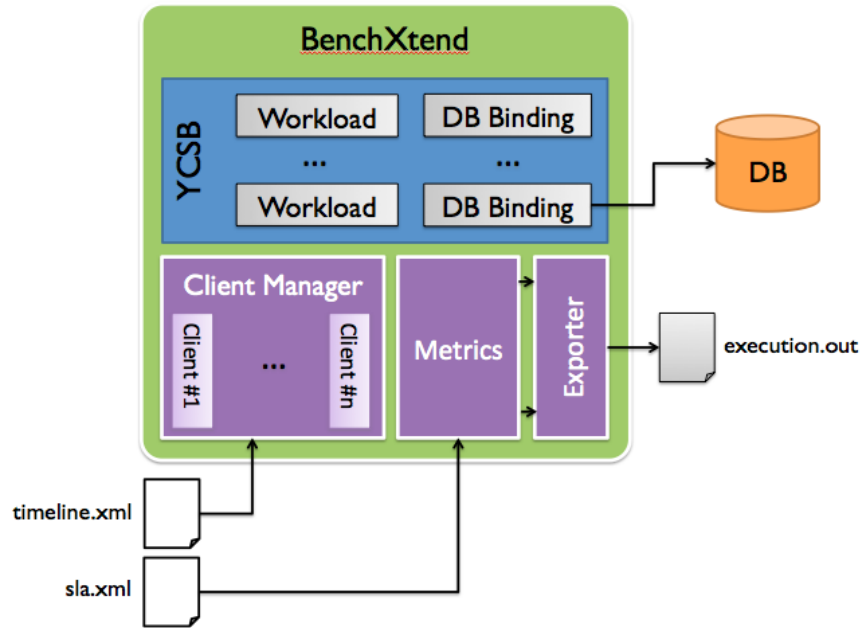 BenchXtend
YCSB
Workload
DB Binding
...
...
Workload
DB Binding
DB
Client Manager
Client #1
...
Client #n
Metrics
Exporter
execution.out
timeline.xml
sla.xml